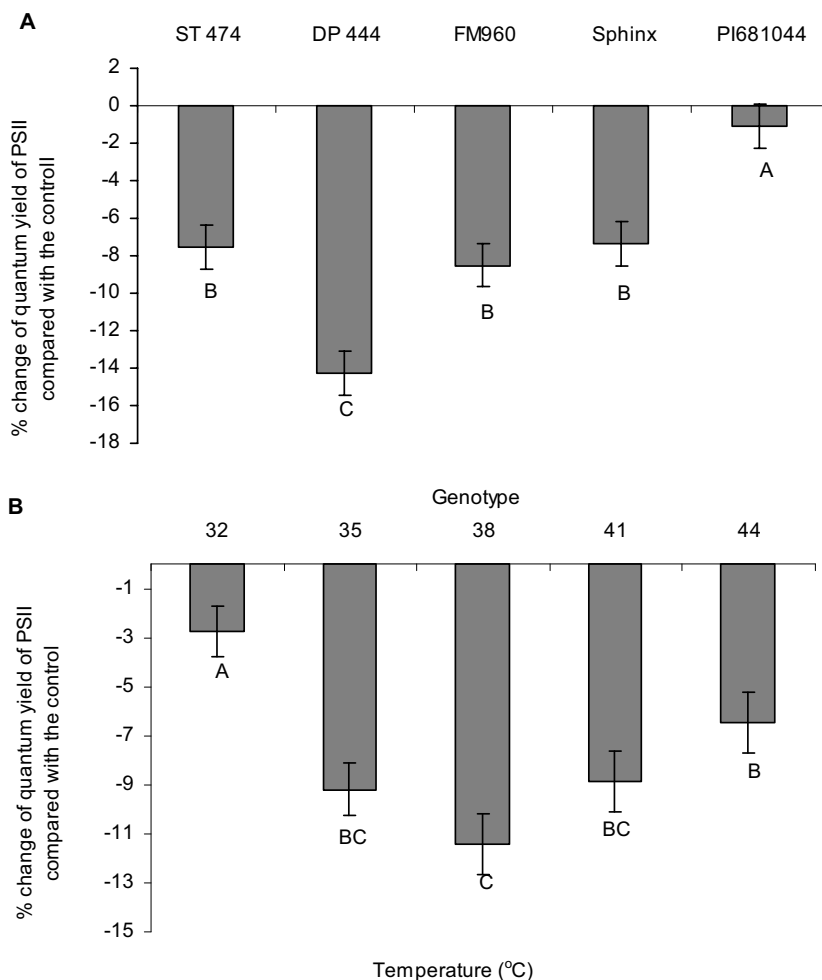 A
ST 474 DP 444 FM960 Sphinx PI681044
2
0
-2
-4
-6
-8
-10
-12
-14
-16
-18
% change of quantum yield of PSII
compared with the controll
B C B B A
Genotype
B
32 35 38 41 44
-1
-3
-5
-7
-9
-11
-13
-15
% change of quantum yield of PSII
compared with the control
A BC C BC B
Temperature (°C)